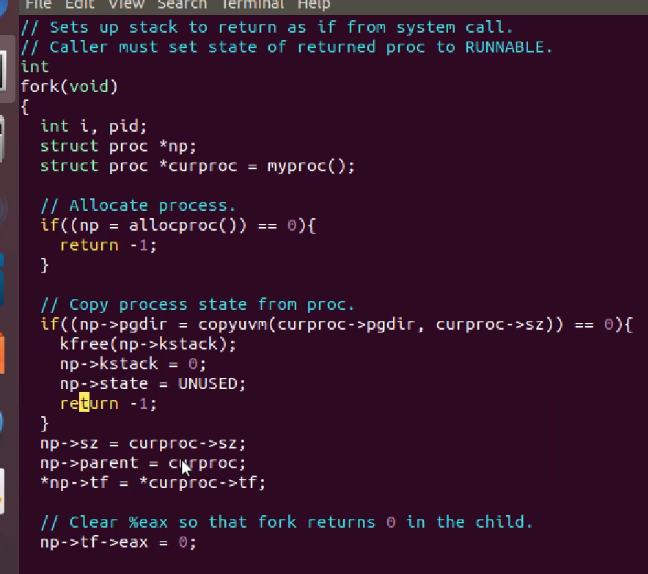 File Edit View Search Terminal Help
// Sets up stack to return as if from system call.
// Caller must set state of returned proc to RUNNABLE.
int
fork(void)
{
  int i, pid;
  struct proc *np;
  struct proc *curproc = myproc();

  // Allocate process.
  if((np = allocproc()) == 0){
    return -1;
  }

  // Copy process state from proc.
  if((np->pgdir = copyuvm(curproc->pgdir, curproc->sz)) == 0){
    kfree(np->kstack);
    np->kstack = 0;
    np->state = UNUSED;
    return -1;
  }
  np->sz = curproc->sz;
  np->parent = curproc;
  *np->tf = *curproc->tf;

  // Clear %eax so that fork returns 0 in the child.
  np->tf->eax = 0;